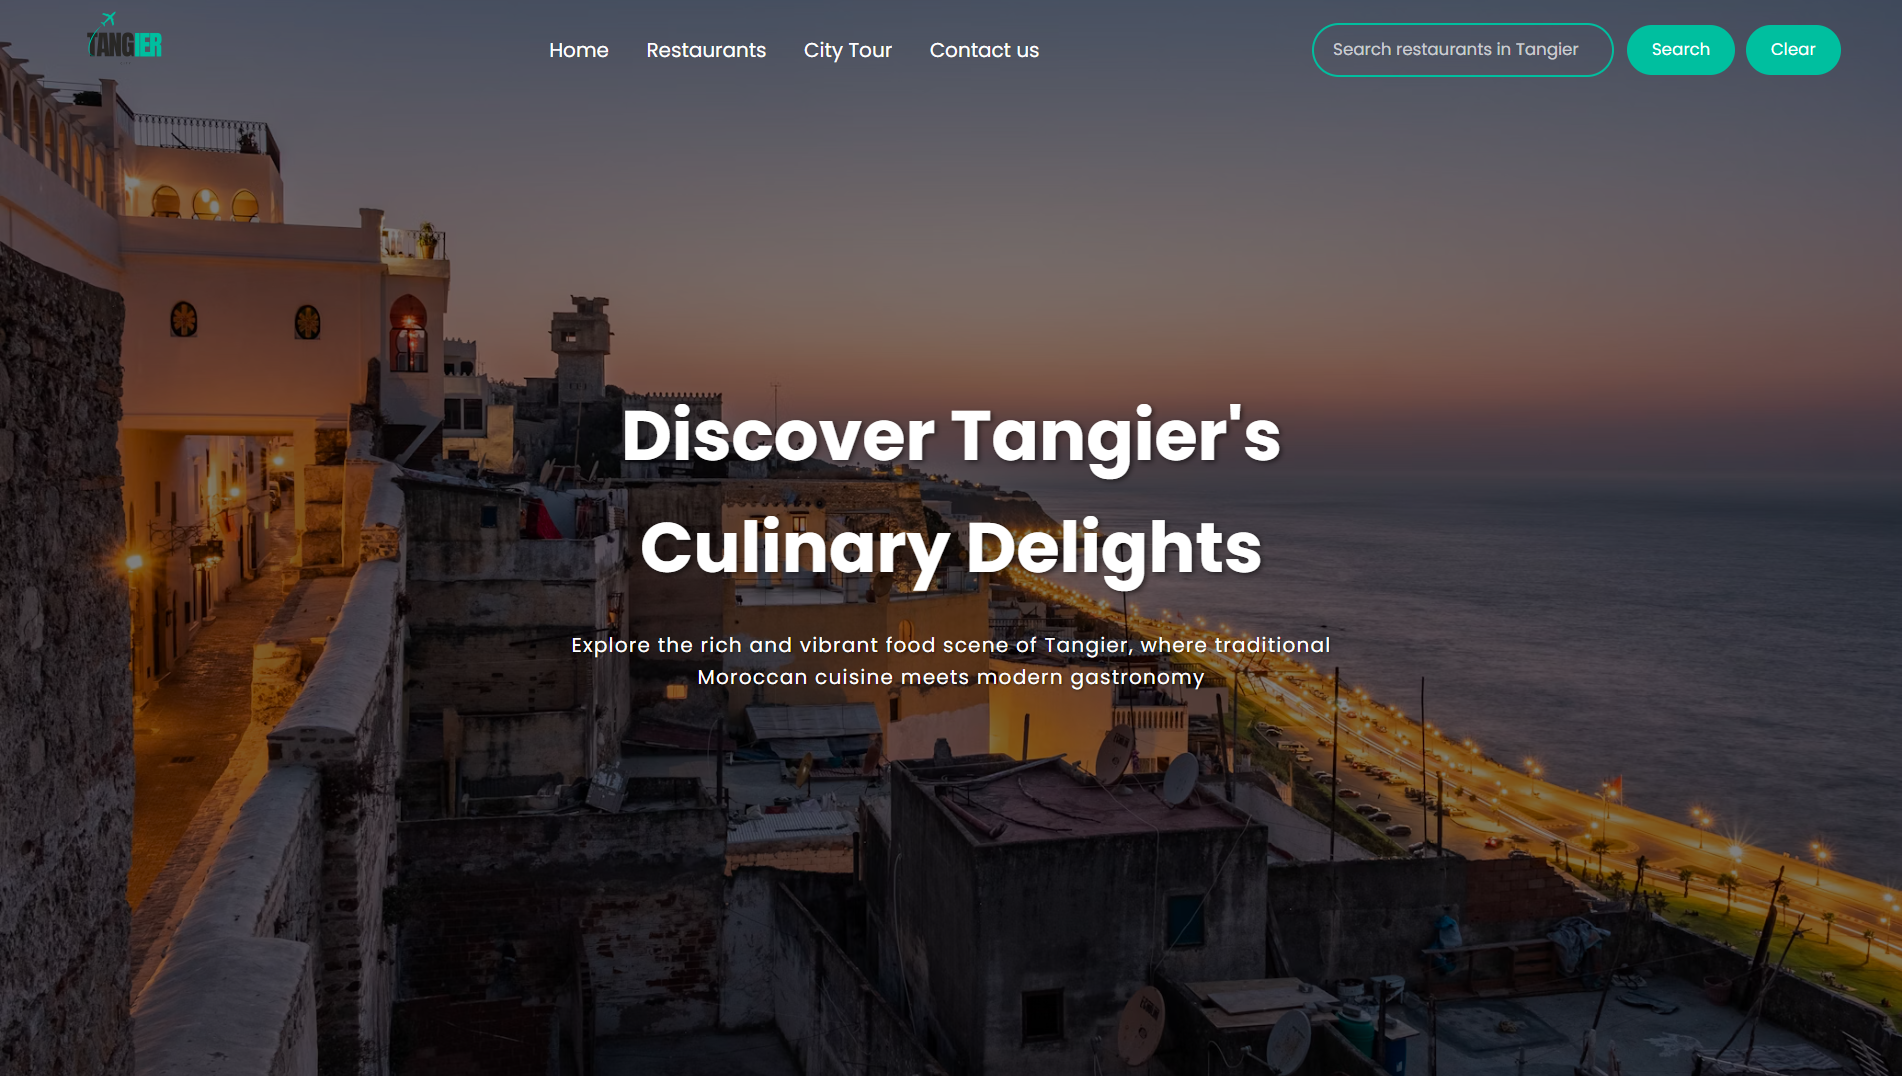 TANGIER
Home Restaurants City Tour Contact us
Search restaurants in Tangier
Search
Clear
Discover Tangier's
Culinary Delights
Explore the rich and vibrant food scene of Tangier, where traditional
Moroccan cuisine meets modern gastronomy